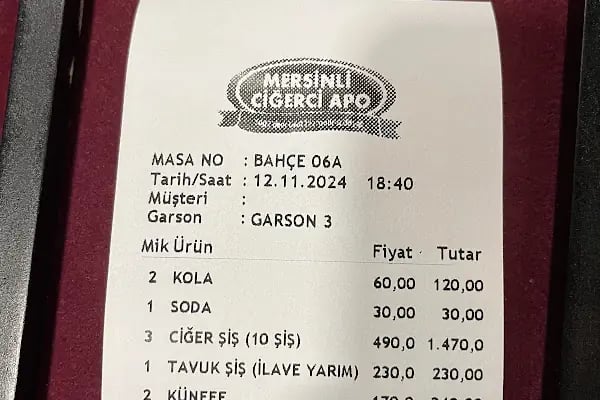 MERSİNLİ
CİĞERCİ APO
MASA NO : BAHÇE 06A
Tarih/Saat : 12.11.2024 18:40
Müşteri :
Garson : GARSON 3
Mik Ürün Fiyat Tutar
2 KOLA 60,00 120,00
1 SODA 30,00 30,00
3 CİĞER ŞİŞ (10 ŞİŞ) 490,0 1.470,0
1 TAVUK ŞİŞ (İLAVE YARIM) 230,0 230,00
2 KÜNEFE